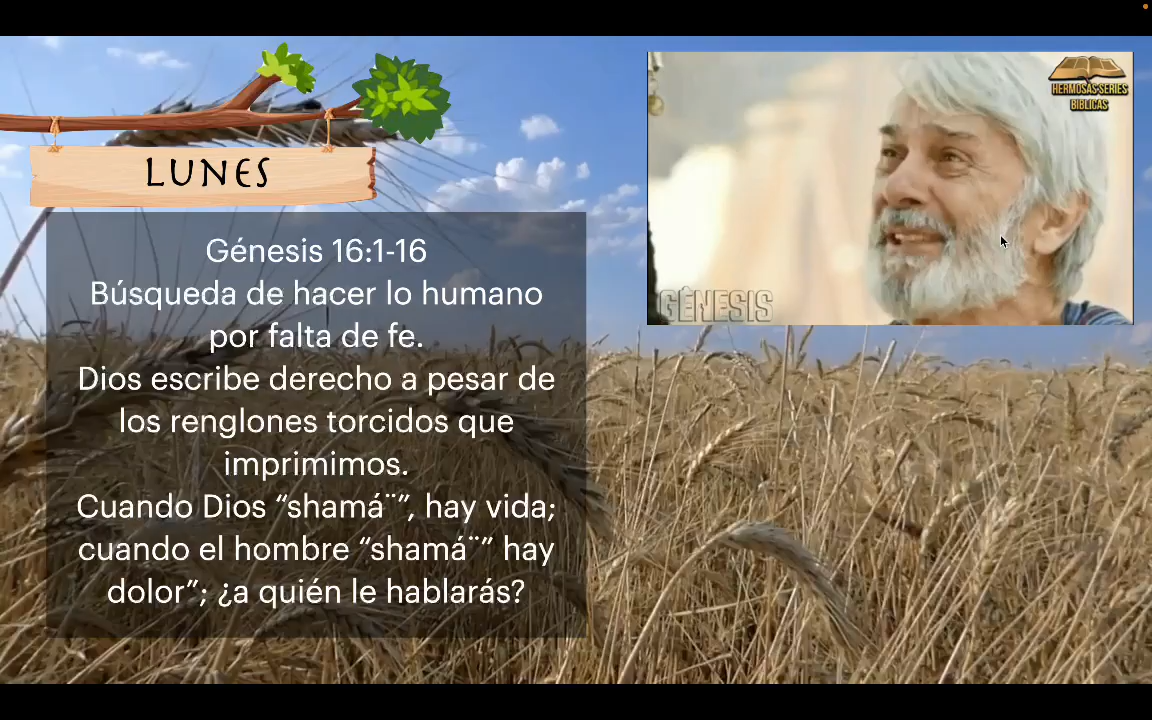 LUNES
Génesis 16:1-16
Búsqueda de hacer lo humano
por falta de fe.
Dios escribe derecho a pesar de
los renglones torcidos que
imprimimos.
Cuando Dios “shamá¨”, hay vida;
cuando el hombre “shamá¨” hay
dolor”; ¿a quién le hablarás?
HERMOSAS SERIES
BIBLICAS
GÉNESIS